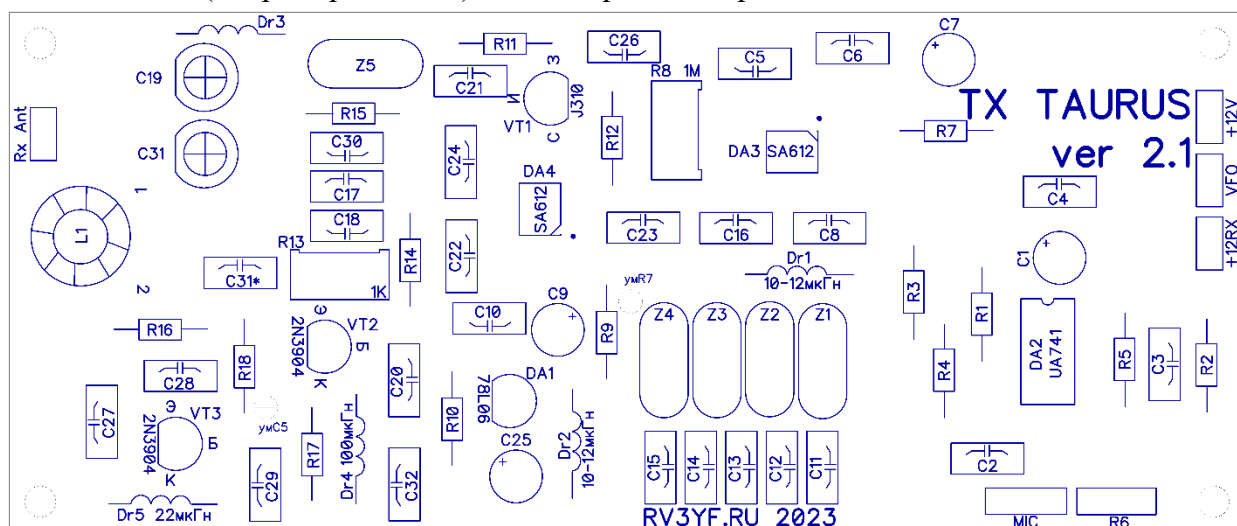 Dr3
C19
Z5
R11
C26
C5
C6
C7
C21
И
З
J310
VT1
С
R8 1M
R15
R12
TX TAURUS
+12V
Rx Ant
C31
C30
C24
DA3
SA612
R7
ver 2.1
VFO
C17
DA4
SA612
C4
1
C18
L1
R13
R14
C22
C23
C16
C8
+12RX
C31*
1K
Dr1
10-12мкГн
C1
2
умR7
R3
R1
Э
VT2
2N3904
Б
К
C10
C9
R9
Z4
Z3
Z2
Z1
DA2
UA741
R16
R18
R4
R5
C3
R2
C28
C20
DA1
78L06
C27
Э
VT3
2N3904
Б
К
умC5
R10
C25
Dr2
10-12мкГн
R17
Dr4 100мкГн
C29
C32
C15
C14
C13
C12
C11
C2
Dr5 22мкГн
RV3YF.RU 2023
MIC
R6